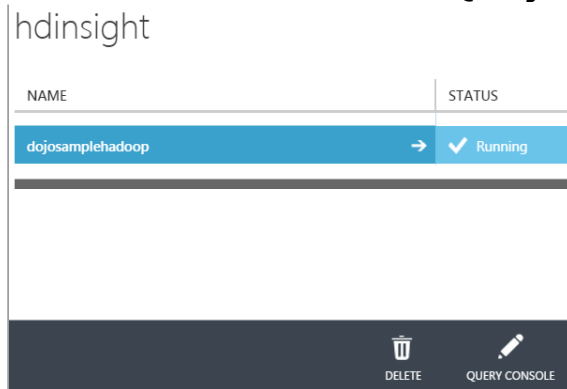 hdinsight
NAME STATUS
dojosamplehadoop Running
DELETE QUERY CONSOLE